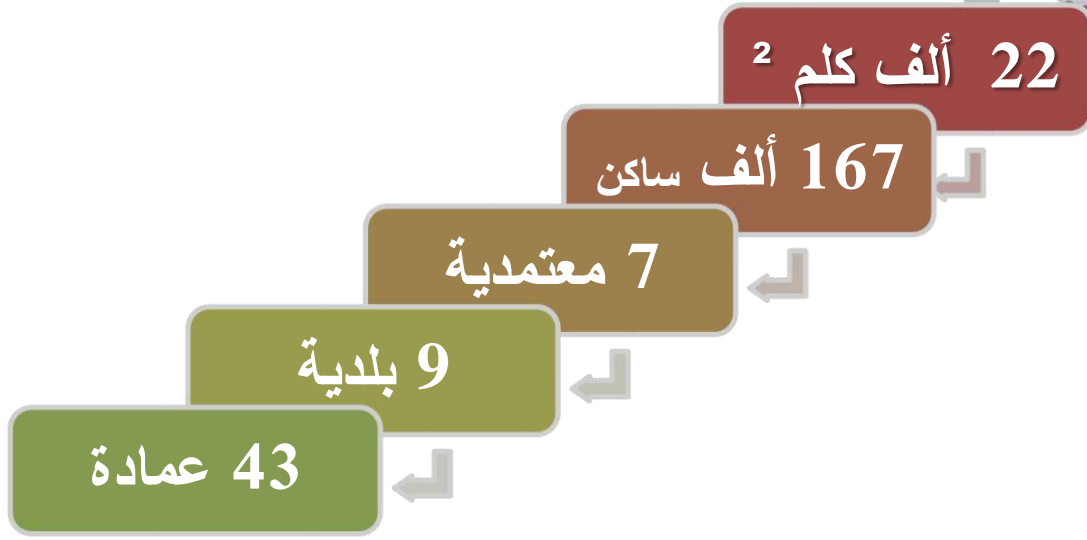 22 ألف كلم ²
167 ألف ساكن
7 معتمدية
9 بلدية
43 عمادة